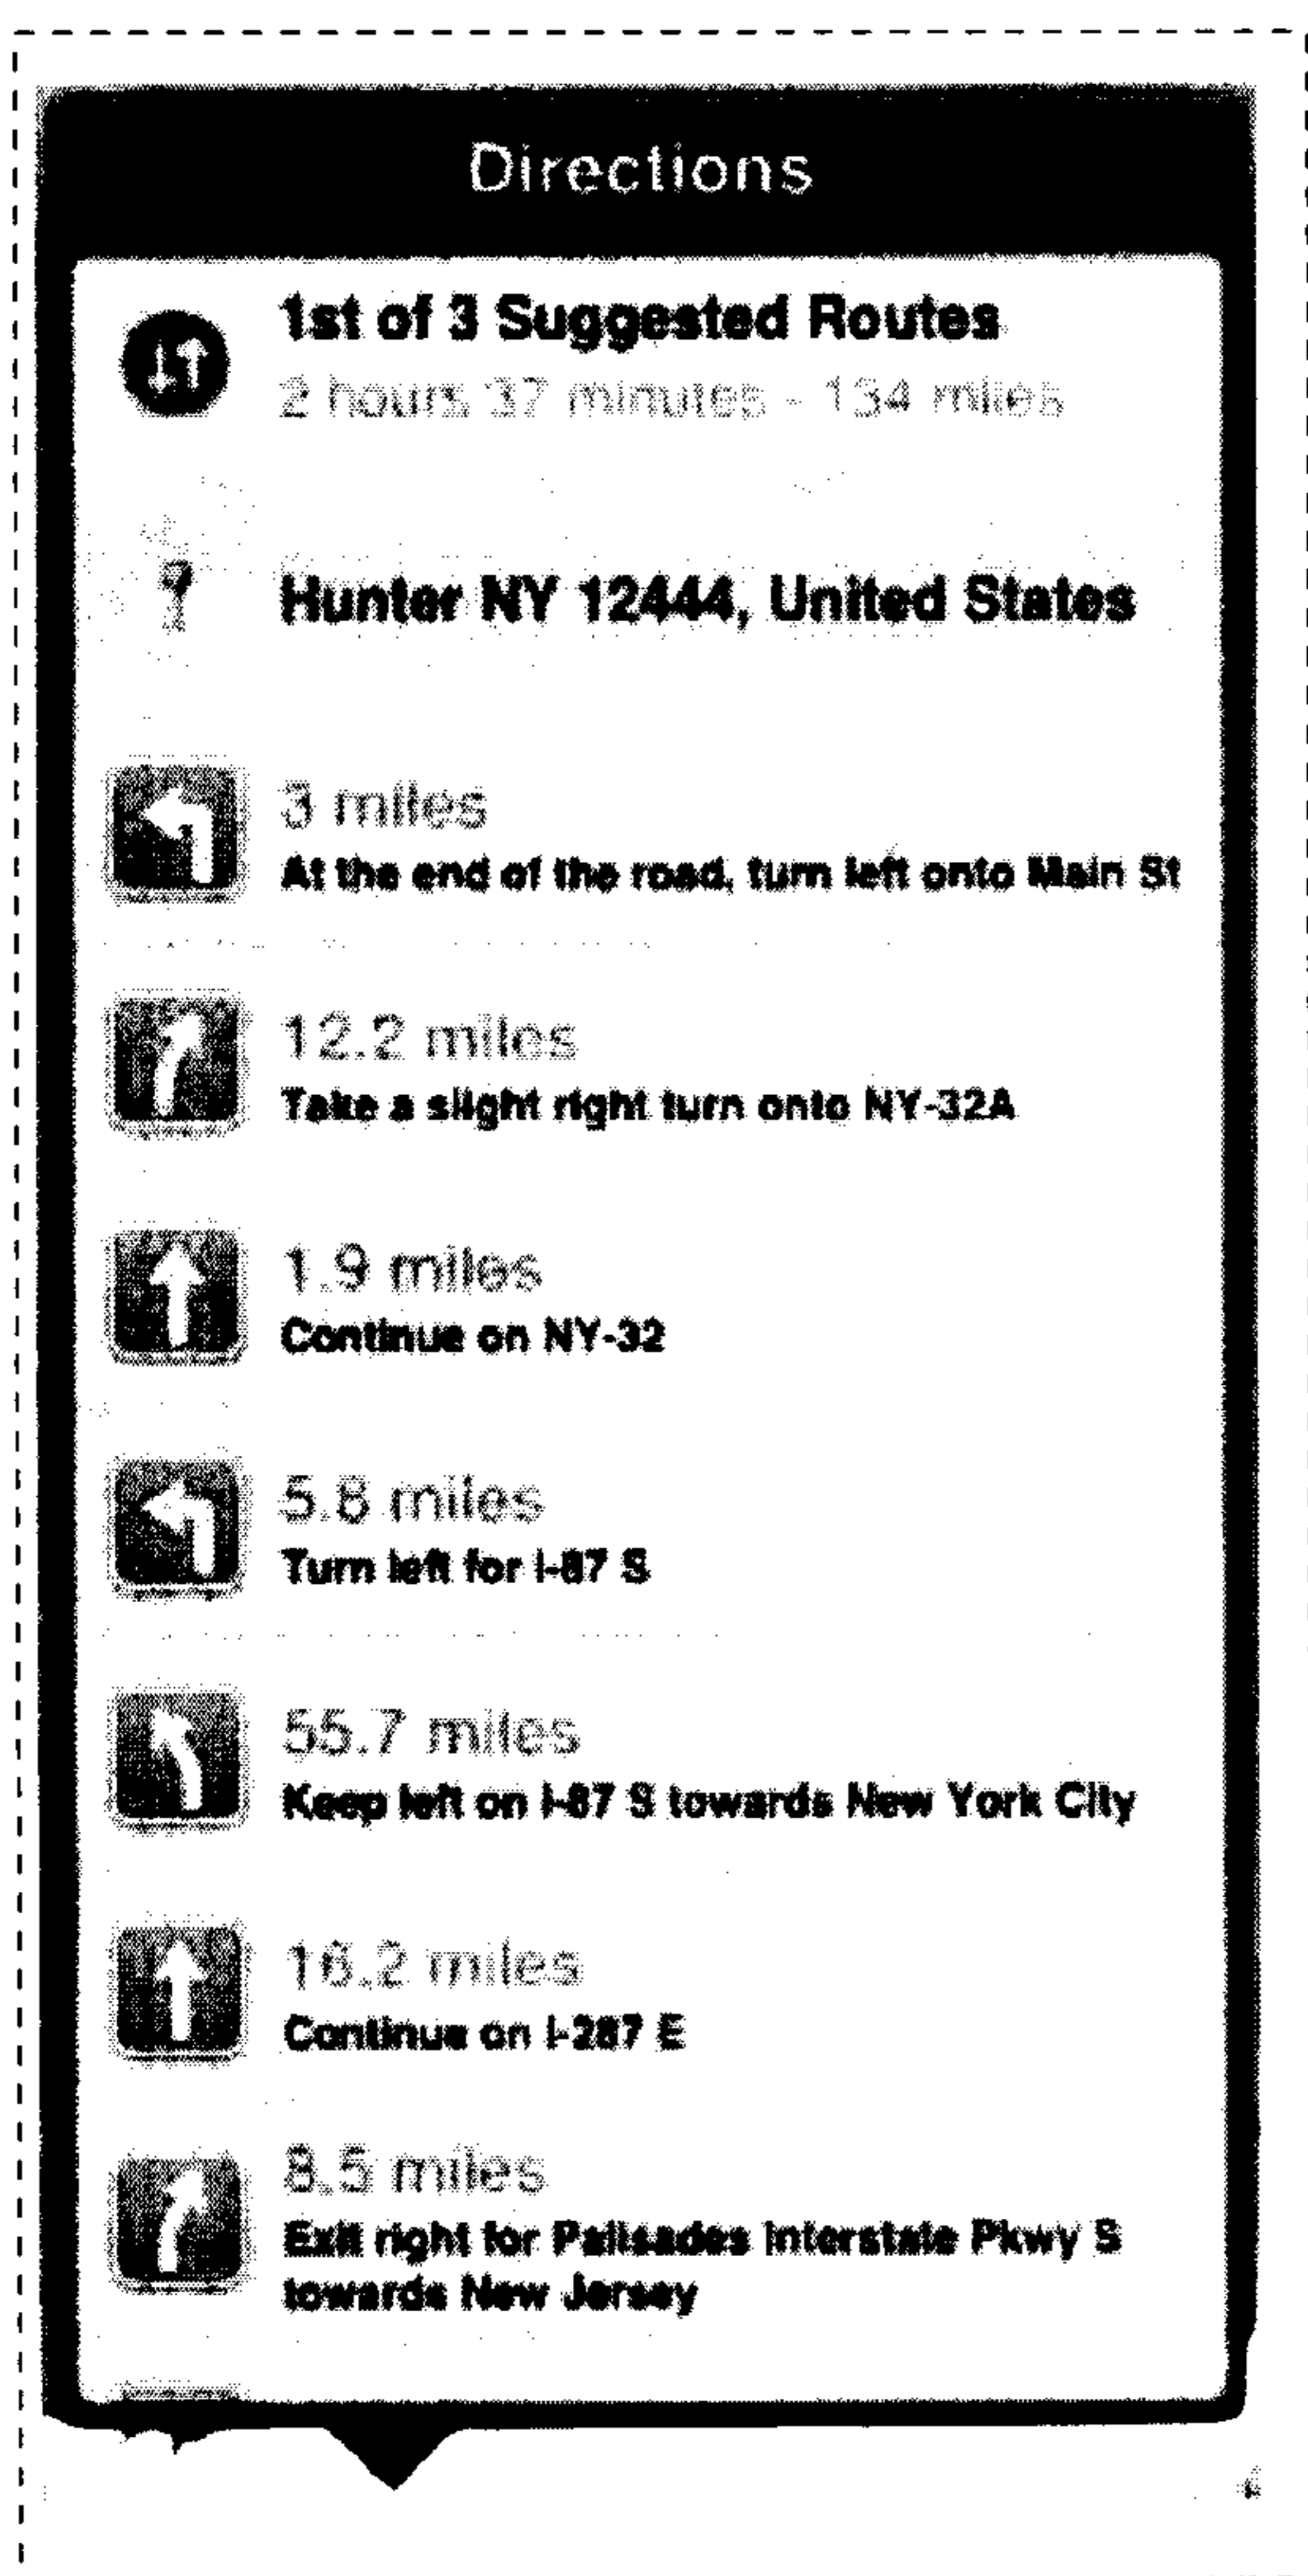 Directions
1st of 3 Suggested Routes
2 hours 37 minutes - 134 miles
Hunter NY 12444, United States
3 miles
At the end of the road, turn left onto Main St
12.2 miles
Take a slight right turn onto NY-32A
1.9 miles
Continue on NY-32
5.8 miles
Turn left for I-87 S
55.7 miles
Keep left on I-87 S towards New York City
16.2 miles
Continue on I-287 E
8.5 miles
Exit right for Palisades Interstate Pkwy S
towards New Jersey